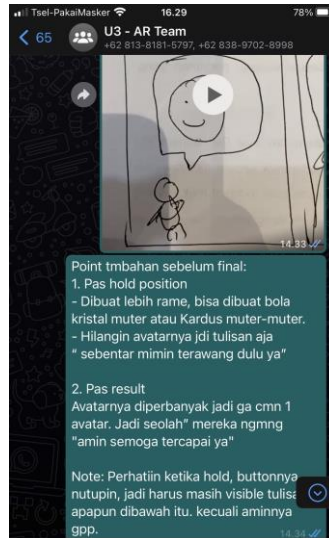 Tsel-PakaiMasker 16.29 78%
65 U3 - AR Team
+62 813-8181-5797, +62 838-9702-8998
14.33
Point tmbahan sebelum final:
1. Pas hold position
- Dibuat lebih rame, bisa dibuat bola
kristal muter atau Kardus muter-muter.
- Hilangin avatarnya jdi tulisan aja
" sebentar mimin terawang dulu ya"
2. Pas result
Avatarnya diperbanyak jadi ga cmn 1
avatar. Jadi seolah" mereka ngmng
"amin semoga tercapai ya"
Note: Perhatiin ketika hold, buttonnya
nutupin, jadi harus masih visible tulisa
apapun dibawah itu. kecuali aminnya
gpp.
14.34